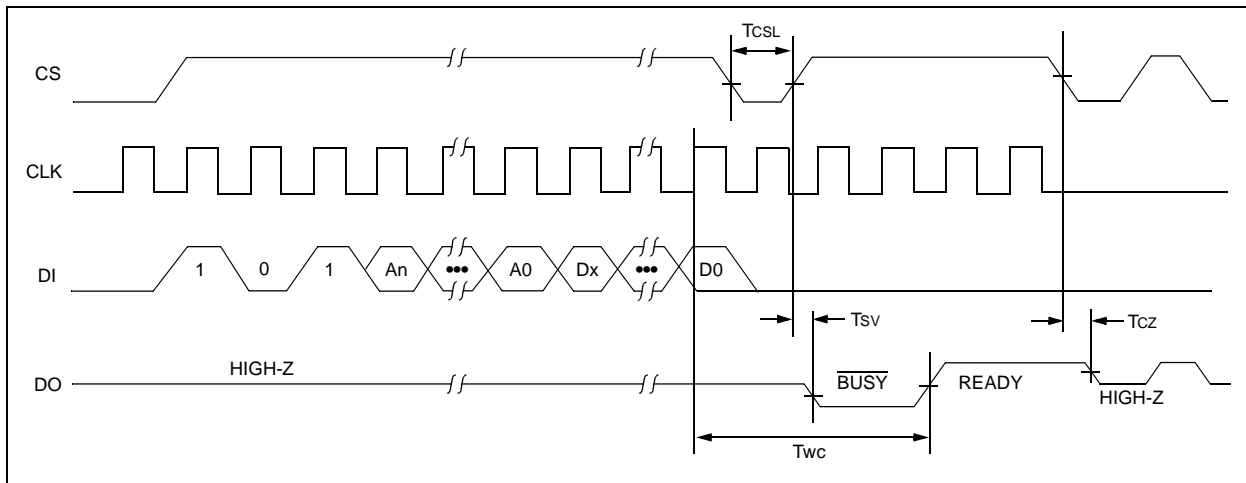 TCSL
CS
CLK
DI
1 0 1 An ••• A0 Dx ••• D0
TSV
TCZ
DO
HIGH-Z
BUSY
READY
HIGH-Z
Twc